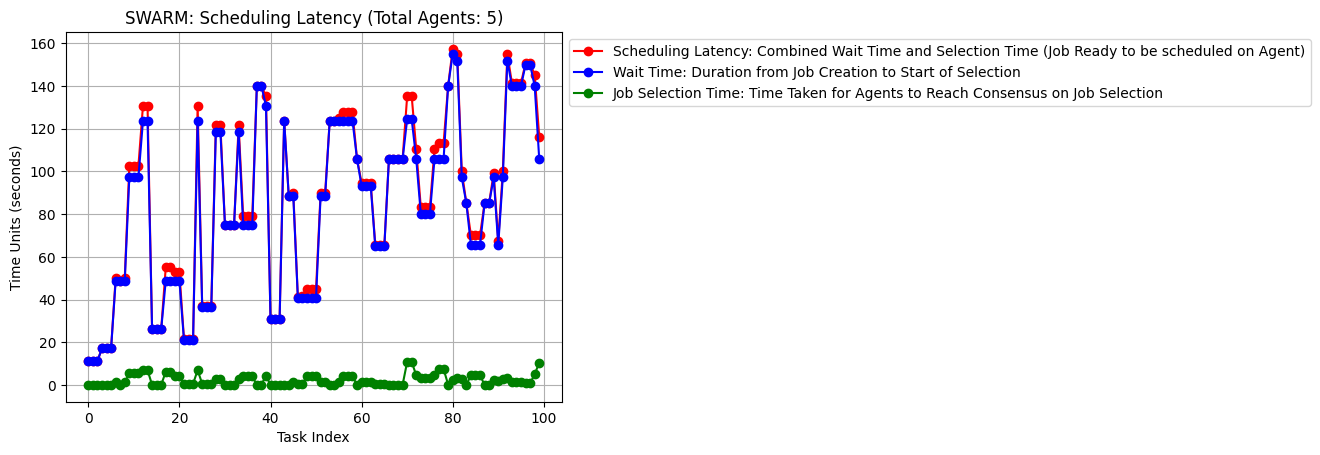 SWARM: Scheduling Latency (Total Agents: 5)
Scheduling Latency: Combined Wait Time and Selection Time (Job Ready to be scheduled on Agent)
Wait Time: Duration from Job Creation to Start of Selection
Job Selection Time: Time Taken for Agents to Reach Consensus on Job Selection
Time Units (seconds)
160
140
120
100
80
60
40
20
0
0
20
40
60
80
100
Task Index